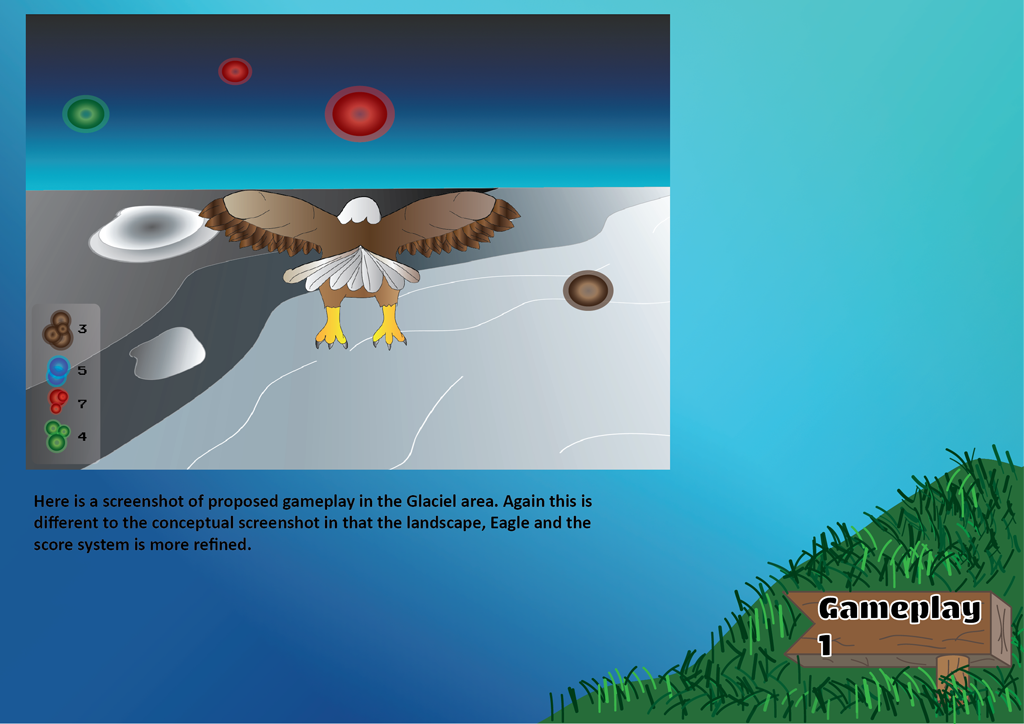 3
5
7
4
Here is a screenshot of proposed gameplay in the Glaciel area. Again this is
different to the conceptual screenshot in that the landscape, Eagle and the
score system is more refined.
Gameplay
1